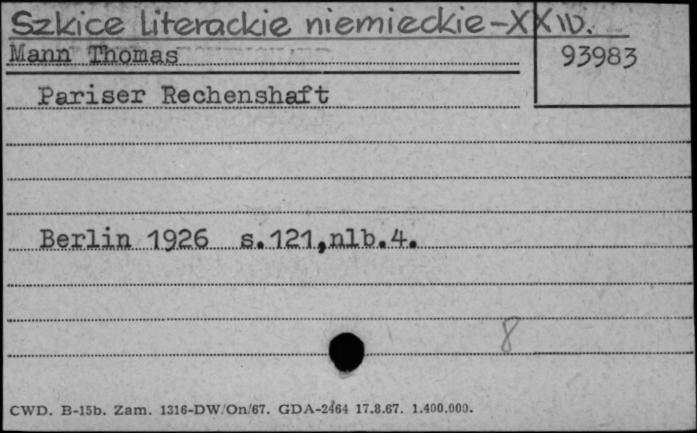 Szkice literackie niemieckie-XX w.
Mann Thomas
93983
Pariser Rechenshaft
Berlin 1926 s.121,nlb.4.
8
CWD. B-15b. Zam. 1316-DW/On/67. GDA-2464 17.8.67. 1.400.000.